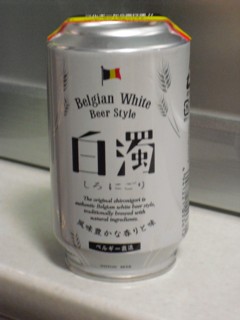 Belgian White
Beer Style
白濁
しろにごり
The original shironigori is
authentic Belgian white beer style,
traditionally brewed with
natural ingredients.
風味豊かな香りと味
ベルギー直送